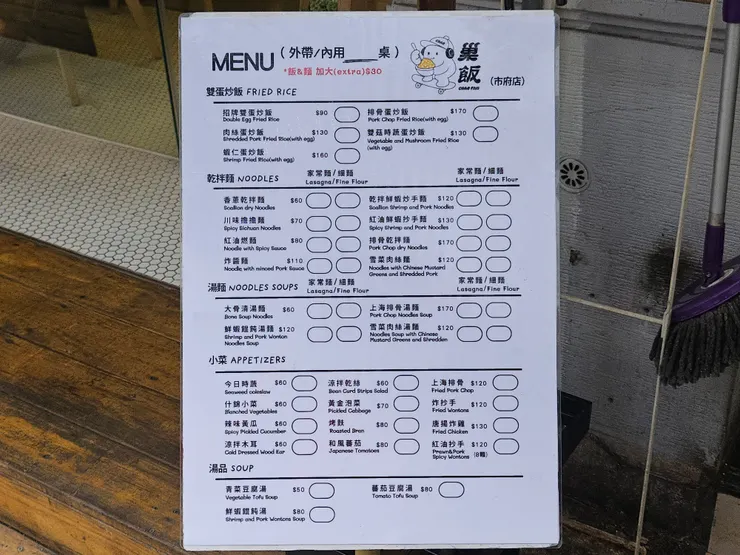 MENU ( 外帶/內用____桌 )
*飯&麵 加大(extra)$30
巢飯
CHAO FAN
(市府店)
雙蛋炒飯 FRIED RICE
招牌雙蛋炒飯 $90
Double Egg Fried Rice
排骨蛋炒飯 $170
Pork Chop Fried Rice(with egg)
肉絲蛋炒飯 $130
Shredded Pork Fried Rice(with egg)
雙菇時蔬蛋炒飯 $130
Vegetable and Mushroom Fried Rice
(with egg)
蝦仁蛋炒飯 $160
Shrimp Fried Rice(with egg)
乾拌麵 NOODLES
家常麵/細麵
Lasagna/Fine Flour
家常麵/細麵
Lasagna/Fine Flour
香蔥乾拌麵 $60
Scallion dry Noodles
乾拌鮮蝦抄手麵 $120
Scallion Shrimp and Pork Noodles
川味擔擔麵 $70
Spicy Sichuan Noodles
紅油鮮蝦抄手麵 $130
Spicy Shrimp and Pork Noodles
紅油燃麵 $80
Noodle with Spicy Sauce
排骨乾拌麵 $170
Pork Chop dry Noodles
炸醬麵 $110
Noodle with minced Pork Sauce
雪菜肉絲麵 $120
Noodles with Chinese Mustard
Greens and Shredded Pork
湯麵 NOODLES SOUPS
家常麵/細麵
Lasagna/Fine Flour
家常麵/細麵
Lasagna/Fine Flour
大骨清湯麵 $60
Bone Soup Noodles
上海排骨湯麵 $170
Pork Chop Noodles Soup
鮮蝦餛飩湯麵 $120
Shrimp and Pork Wonton
Noodles Soup
雪菜肉絲湯麵 $120
Noodles Soup with Chinese
Mustard Greens and Shredden
小菜 APPETIZERS
今日時蔬 $60
Seaweed coleslaw
涼拌乾絲 $60
Bean Curd Strips Salad
上海排骨 $120
Fried Pork Chop
什錦小菜 $60
Blanched Vegetables
黃金泡菜 $70
Pickled Cabbage
炸抄手 $120
Fried Wontons
辣味黃瓜 $60
Spicy Pickled Cucumber
烤麩 $80
Roasted Bran
唐揚炸雞 $130
Fried Chicken
涼拌木耳 $60
Cold Dressed Wood Ear
和風蕃茄 $80
Japanese Tomatoes
紅油抄手 $120
Prawn&Pork
Spicy Wontons (8顆)
湯品 SOUP
青菜豆腐湯 $50
Vegetable Tofu Soup
蕃茄豆腐湯 $80
Tomato Tofu Soup
鮮蝦餛飩湯 $80
Shrimp and Pork Wontons Soup